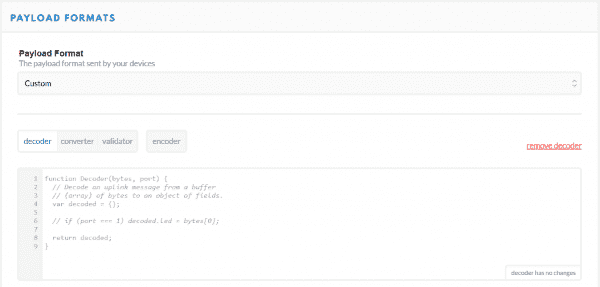 PAYLOAD FORMATS
Payload Format
The payload format sent by your devices
Custom
decoder converter validator encoder
remove decoder
1 function Decoder(bytes, port) {
2 // Decode an uplink message from a buffer
3 // (array) of bytes to an object of fields.
4 var decoded = {};
5
6 // if (port === 1) decoded.led = bytes[0];
7
8 return decoded;
9 }
decoder has no changes